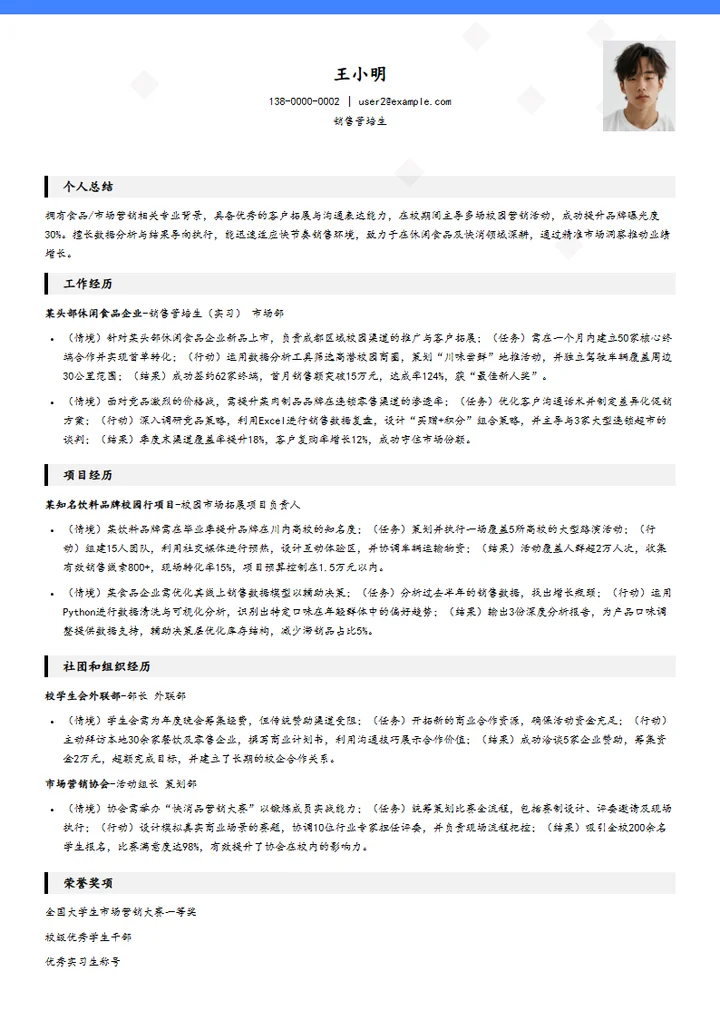 王小明
138-0000-0002 | user2@example.com
销售管培生
个人总结
拥有食品/市场营销相关专业背景，具备优秀的客户拓展与沟通表达能力，在校期间主导多场校园营销活动，成功提升品牌曝光度
30%。擅长数据分析与结果导向执行，能迅速适应快节奏销售环境，致力于在休闲食品及快消领域深耕，通过精准市场洞察推动业绩
增长。
工作经历
某头部休闲食品企业-销售管培生（实习） 市场部
• （情境）针对某头部休闲食品企业新品上市，负责成都区域校园渠道的推广与客户拓展；（任务）需在一个月内建立50家核心终
端合作并实现首单转化；（行动）运用数据分析工具筛选高潜校园商圈，策划“川味尝鲜”地推活动，并独立驾驶车辆覆盖周边
30公里范围；（结果）成功签约62家终端，首月销售额突破15万元，达成率124%，获“最佳新人奖”。
• （情境）面对竞品激烈的价格战，需提升某肉制品品牌在连锁零售渠道的渗透率；（任务）优化客户沟通话术并制定差异化促销
方案；（行动）深入调研竞品策略，利用Excel进行销售数据复盘，设计“买赠+积分”组合策略，并主导与3家大型连锁超市的
谈判；（结果）季度末渠道覆盖率提升18%，客户复购率增长12%，成功守住市场份额。
项目经历
某知名饮料品牌校园行项目-校园市场拓展项目负责人
• （情境）某饮料品牌需在毕业季提升品牌在川内高校的知名度；（任务）策划并执行一场覆盖5所高校的大型路演活动；（行
动）组建15人团队，利用社交媒体进行预热，设计互动体验区，并协调车辆运输物资；（结果）活动覆盖人群超2万人次，收集
有效销售线索800+，现场转化率15%，项目预算控制在1.5万元以内。
• （情境）某食品企业需优化其线上销售数据模型以辅助决策；（任务）分析过去半年的销售数据，找出增长瓶颈；（行动）运用
Python进行数据清洗与可视化分析，识别出特定口味在年轻群体中的偏好趋势；（结果）输出3份深度分析报告，为产品口味调
整提供数据支持，辅助决策层优化库存结构，减少滞销品占比5%。
社团和组织经历
校学生会外联部-部长 外联部
• （情境）学生会需为年度晚会筹集经费，但传统赞助渠道受阻；（任务）开拓新的商业合作资源，确保活动资金充足；（行动）
主动拜访本地30余家餐饮及零售企业，撰写商业计划书，利用沟通技巧展示合作价值；（结果）成功洽谈5家企业赞助，筹集资
金2万元，超额完成目标，并建立了长期的校企合作关系。
市场营销协会-活动组长 策划部
• （情境）协会需举办“快消品营销大赛”以锻炼成员实战能力；（任务）统筹策划比赛全流程，包括赛制设计、评委邀请及现场
执行；（行动）设计模拟真实商业场景的赛题，协调10位行业专家担任评委，并负责现场流程把控；（结果）吸引全校200余名
学生报名，比赛满意度达98%，有效提升了协会在校内的影响力。
荣誉奖项
全国大学生市场营销大赛一等奖
校级优秀学生干部
优秀实习生称号